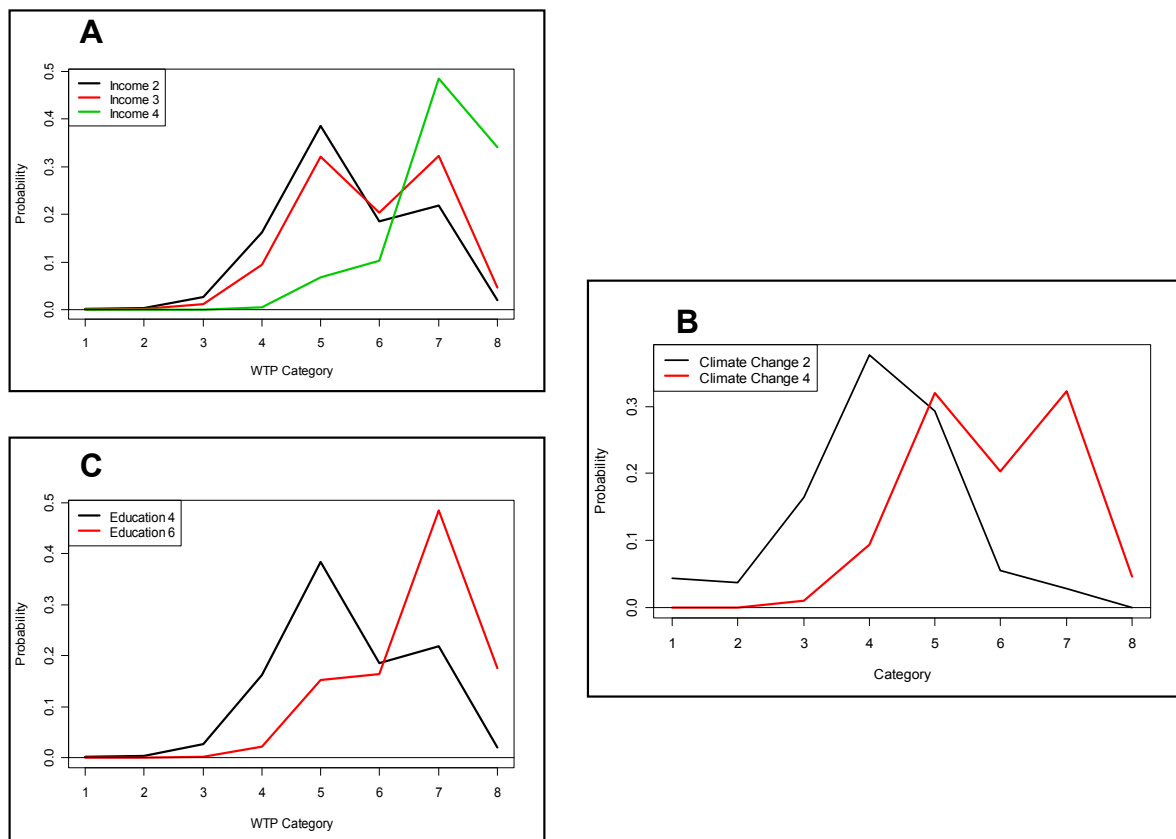 A
Income 2
Income 3
Income 4
Probability
0.0 0.1 0.2 0.3 0.4 0.5
1 2 3 4 5 6 7 8
WTP Category
B
Climate Change 2
Climate Change 4
Probability
0.0 0.1 0.2 0.3
1 2 3 4 5 6 7 8
Category
C
Education 4
Education 6
Probability
0.0 0.1 0.2 0.3 0.4 0.5
1 2 3 4 5 6 7 8
WTP Category